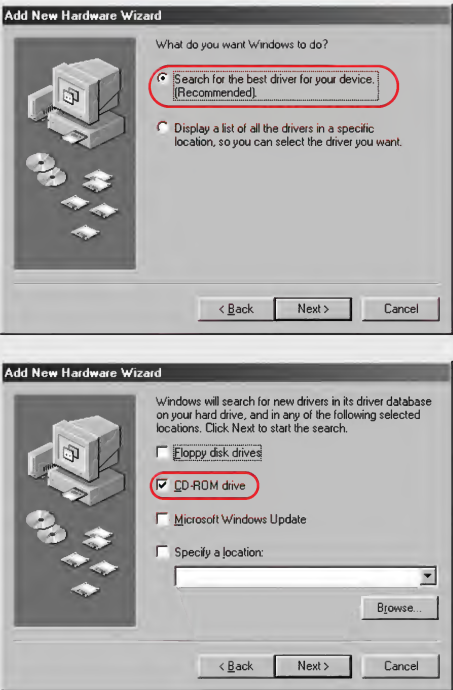 Add New Hardware Wizard
What do you want Windows to do?
Search for the best driver for your device.
(Recommended).
Display a list of all the drivers in a specific
location, so you can select the driver you want.
< Back
Next >
Cancel
Add New Hardware Wizard
Windows will search for new drivers in its driver database
on your hard drive, and in any of the following selected
locations. Click Next to start the search.
Floppy disk drives
CD-ROM drive
Microsoft Windows Update
Specify a location:
Browse...
< Back
Next >
Cancel